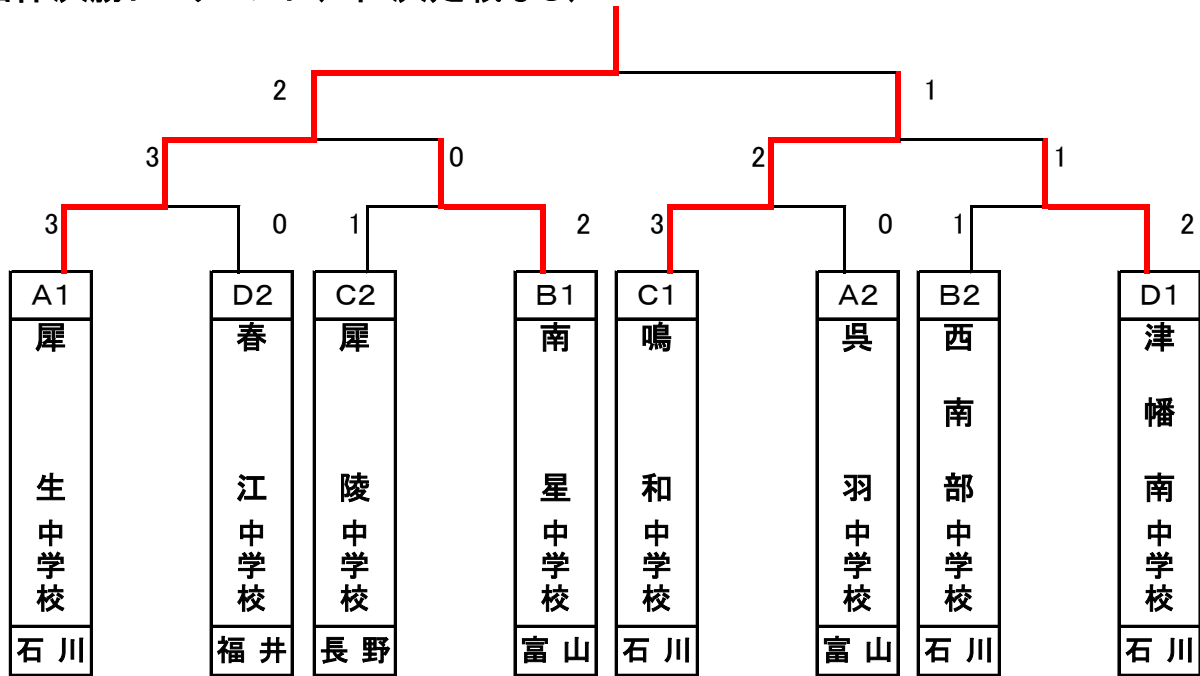 2 1
3 0 2 1
3 0 1 2 3 0 1 2
A1 D2 C2 B1 C1 A2 B2 D1
犀生中学校
春江中学校
犀陵中学校
南星中学校
鳴和中学校
呉羽中学校
西南部中学校
津幡南中学校
石川 福井 長野 富山 石川 富山 石川 石川